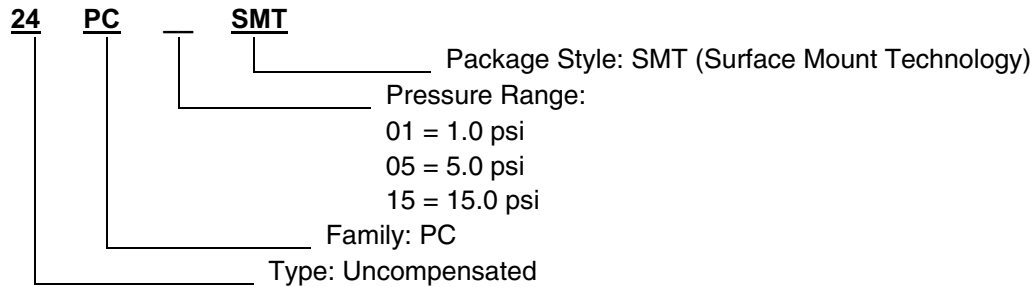 24 PC __ SMT
Package Style: SMT (Surface Mount Technology)
Pressure Range:
01 = 1.0 psi
05 = 5.0 psi
15 = 15.0 psi
Family: PC
Type: Uncompensated